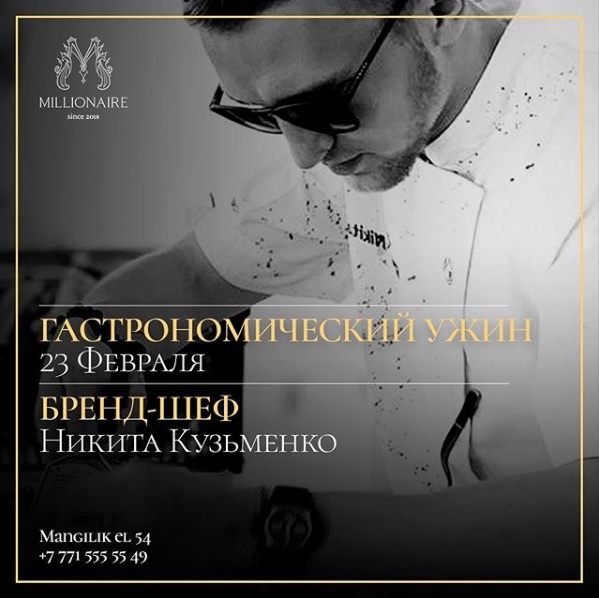 MILLIONAIRE
since 2018
Nikit
ГАСТРОНОМИЧЕСКИЙ УЖИН
23 ФЕВРАЛЯ
БРЕНД-ШЕФ
НИКИТА КУЗЬМЕНКО
MANGILIK EL 54
+7 771 555 55 49